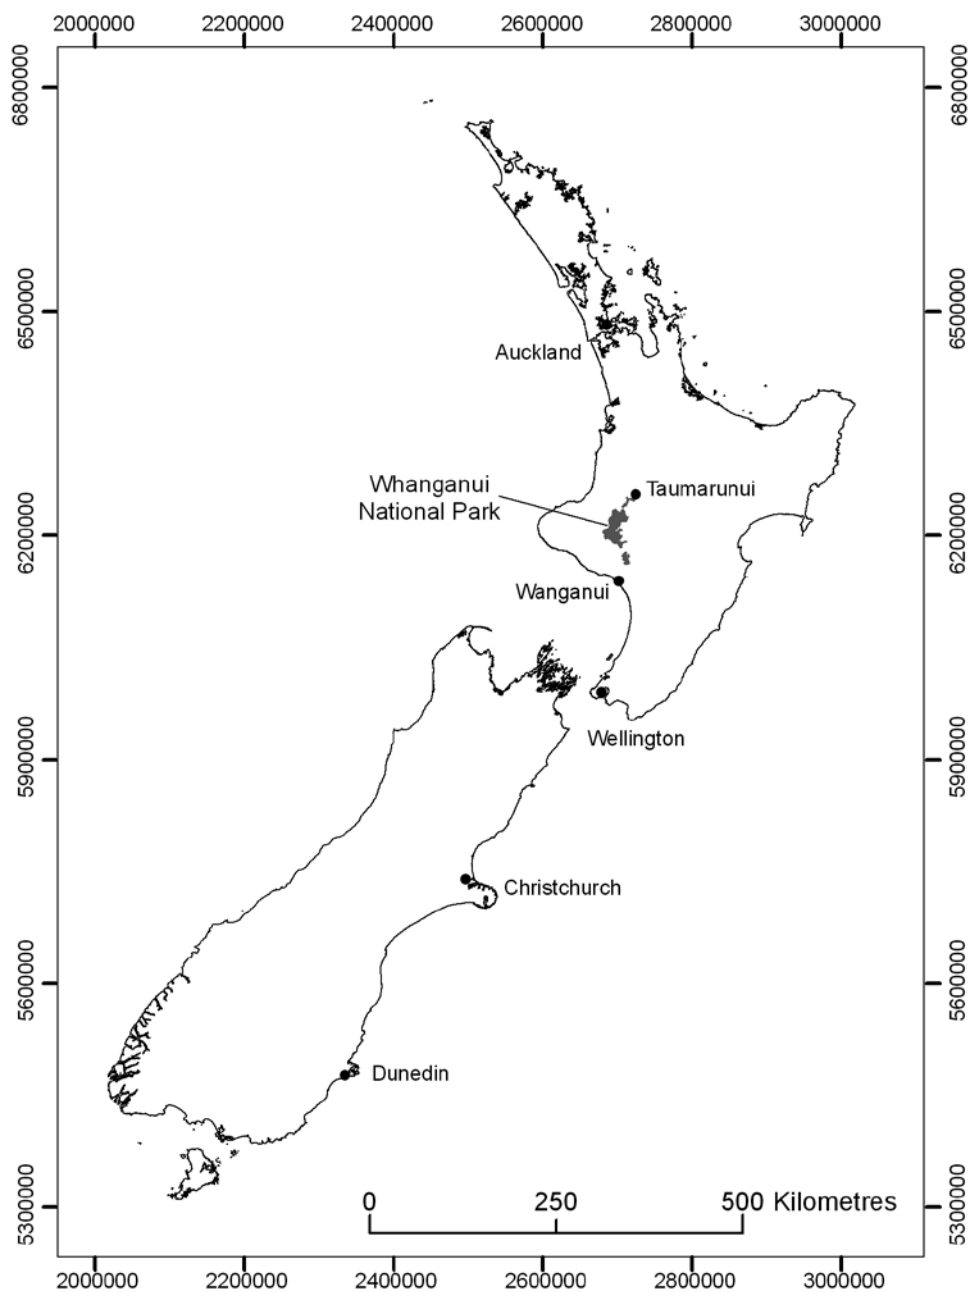 2000000 2200000 2400000 2600000 2800000 3000000
6800000 6800000
6500000 6500000
Auckland
Whanganui
National Park
Taumarunui
6200000 6200000
Wanganui
Wellington
5900000 5900000
Christchurch
5600000 5600000
Dunedin
0 250 500 Kilometres
5300000 5300000
2000000 2200000 2400000 2600000 2800000 3000000